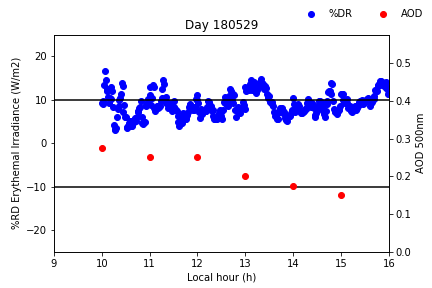 %DR AOD
Day 180529
%RD Erythermal Irradiance (W/m2)
20
10
0
−10
−20
0.5
0.4
0.3
0.2
0.1
0.0
AOD 500nm
9 10 11 12 13 14 15 16
Local hour (h)